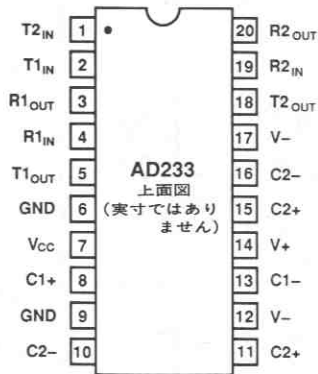 T2IN 1 20 R2OUT
T1IN 2 19 R2IN
R1OUT 3 18 T2OUT
R1IN 4 17 V−
T1OUT 5 16 C2−
AD233
上面図
GND 6 15 C2+
(実寸ではあり
ません)
VCC 7 14 V+
C1+ 8 13 C1−
GND 9 12 V−
C2− 10 11 C2+